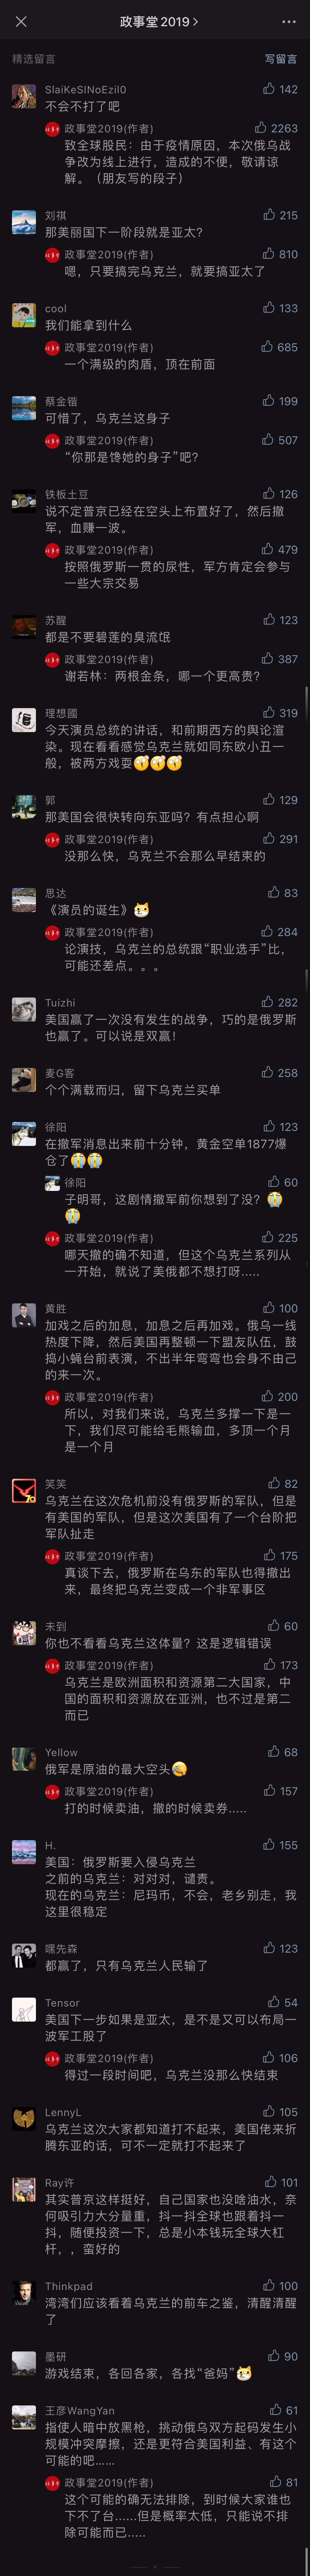 政事堂2019
精选留言
写留言
SlaiKeSlNoEzil0
142
不会不打了吧
政事堂2019(作者)
2263
致全球股民：由于疫情原因，本次俄乌战
争改为线上进行，造成的不便，敬请谅
解。（朋友写的段子）
刘祺
215
那美丽国下一阶段就是亚太？
政事堂2019(作者)
810
嗯，只要搞完乌克兰，就要搞亚太了
cool
133
我们能拿到什么
政事堂2019(作者)
685
一个满级的肉盾，顶在前面
蔡金锴
199
可惜了，乌克兰这身子
政事堂2019(作者)
507
“你那是馋她的身子”吧？
铁板土豆
126
说不定普京已经在空头上布置好了，然后撤
军，血赚一波。
政事堂2019(作者)
479
按照俄罗斯一贯的尿性，军方肯定会参与
一些大宗交易
苏醒
123
都是不要碧莲的臭流氓
政事堂2019(作者)
387
谢若林：两根金条，哪一个更高贵？
理想國
319
今天演员总统的讲话，和前期西方的舆论渲
染。现在看看感觉乌克兰就如同东欧小丑一
般，被两方戏耍
郭
129
那美国会很快转向东亚吗？有点担心啊
政事堂2019(作者)
291
没那么快，乌克兰不会那么早结束的
思达
83
《演员的诞生》
政事堂2019(作者)
284
论演技，乌克兰的总统跟“职业选手”比，
可能还差点。。。
Tuizhi
282
美国赢了一次没有发生的战争，巧的是俄罗斯
也赢了。可以说是双赢！
麦G客
258
个个满载而归，留下乌克兰买单
徐阳
123
在撤军消息出来前十分钟，黄金空单1877爆
仓了
徐阳
60
子明哥，这剧情撤军前你想到了没？
政事堂2019(作者)
225
哪天撤的确不知道，但这个乌克兰系列从
一开始，就说了美俄都不想打呀.....
黄胜
100
加戏之后的加息，加息之后再加戏。俄乌一线
热度下降，然后美国再整顿一下盟友队伍，鼓
捣小蝇台前表演，不出半年弯弯也会身不由己
的来一次。
政事堂2019(作者)
200
所以，对我们来说，乌克兰多撑一下是一
下，我们尽可能给毛熊输血，多顶一个月
是一个月
笑笑
82
乌克兰在这次危机前没有俄罗斯的军队，但是
有美国的军队，但是这次美国有了一个台阶把
军队扯走
政事堂2019(作者)
175
真谈下去，俄罗斯在乌东的军队也得撤出
来，最终把乌克兰变成一个非军事区
未到
60
你也不看看乌克兰这体量？这是逻辑错误
政事堂2019(作者)
173
乌克兰是欧洲面积和资源第二大国家，中
国的面积和资源放在亚洲，也不过是第二
而已
Yellow
68
俄军是原油的最大空头
政事堂2019(作者)
157
打的时候卖油，撤的时候卖券.....
H.
155
美国：俄罗斯要入侵乌克兰
之前的乌克兰：对对对，谴责。
现在的乌克兰：尼玛币，不会，老乡别走，我
这里很稳定
嘿先森
123
都赢了，只有乌克兰人民输了
Tensor
54
美国下一步如果是亚太，是不是又可以布局一
波军工股了
政事堂2019(作者)
106
得过一段时间吧，乌克兰没那么快结束
LennyL
105
乌克兰这次大家都知道打不起来，美国佬来折
腾东亚的话，可不一定就打不起来了
Ray许
101
其实普京这样挺好，自己国家也没啥油水，奈
何吸引力大分量重，抖一抖全球也跟着抖一
抖，随便投资一下，总是小本钱玩全球大杠
杆，，蛮好的
Thinkpad
100
湾湾们应该看着乌克兰的前车之鉴，清醒清醒
了
墨研
90
游戏结束，各回各家，各找“爸妈”
王彦WangYan
61
指使人暗中放黑枪，挑动俄乌双方起码发生小
规模冲突摩擦，还是更符合美国利益、有这个
可能的吧......
政事堂2019(作者)
81
这个可能的确无法排除，到时候大家谁也
下不了台......但是概率太低，只能说不排
除可能而已.....